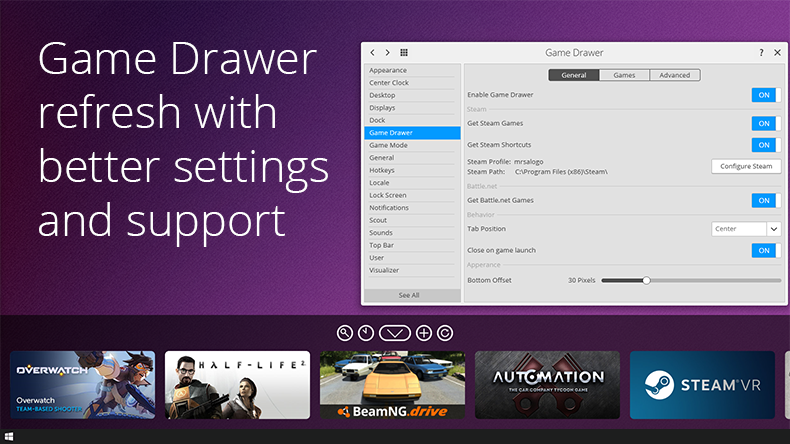 Game Drawer
refresh with
better settings
and support
Game Drawer
?
Appearance
Center Clock
Desktop
Displays
Dock
Game Drawer
Game Mode
General
Hotkeys
Locale
Lock Screen
Notifications
Scout
Sounds
Top Bar
User
Visualizer
See All
General Games Advanced
Enable Game Drawer ON
Steam
Get Steam Games ON
Get Steam Shortcuts ON
Steam Profile: mrsalogo
Steam Path: C:\Program Files (x86)\Steam\
Configure Steam
Battle.net
Get Battle.net Games ON
Behavior
Tab Position Center
Close on game launch ON
Apperance
Bottom Offset 30 Pixels
OVERWATCH
Overwatch
TEAM-BASED SHOOTER
HALF-LIFE²
BeamNG.drive
AUTOMATION
THE CAR COMPANY TYCOON GAME
STEAM®VR